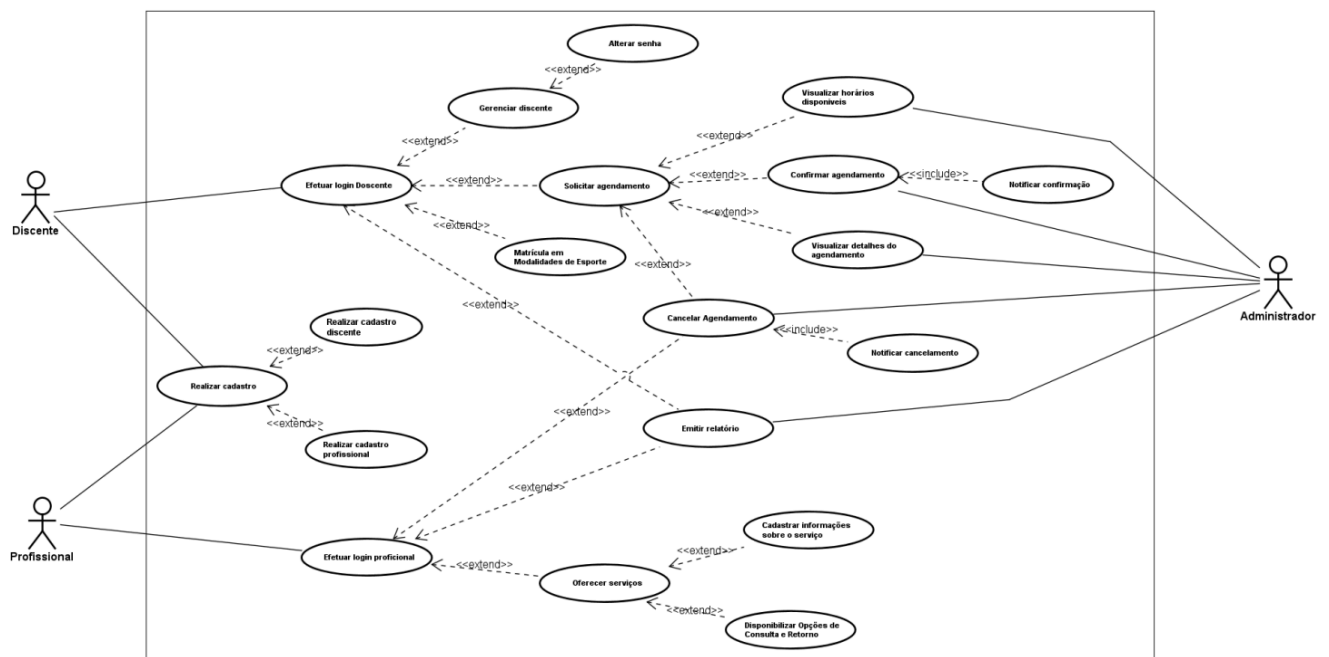 Alterar senha
<<extend>>
Gerenciar discente
Visualizar horários
disponíveis
<<extend>>
<<extend>>
Efetuar login Doscente
<<extend>>
Solicitar agendamento
<<extend>>
Confirmar agendamento
<<include>>
Notificar confirmação
Discente
<<extend>>
<<extend>>
Matrícula em
Modalidades de Esporte
Visualizar detalhes do
agendamento
<<extend>>
<<extend>>
Cancelar Agendamento
Administrador
Realizar cadastro
discente
<<include>>
<<extend>>
Notificar cancelamento
Realizar cadastro
<<extend>>
<<extend>>
Emitir relatório
Realizar cadastro
profissional
<<extend>>
Profissional
Efetuar login proficional
<<extend>>
Cadastrar informações
sobre o serviço
<<extend>>
Oferecer serviços
<<extend>>
Disponibilizar Opções de
Consulta e Retorno